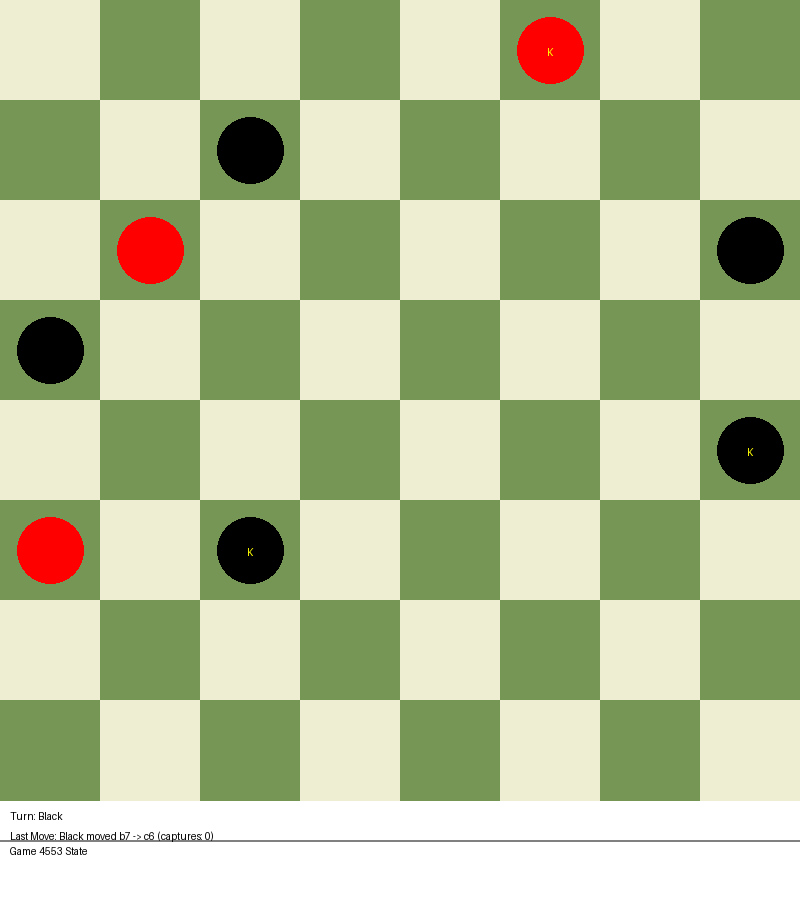 K
K
K
Turn: Black
Last Move: Black moved b7 -> c6 (captures: 0)
Game 4553 State